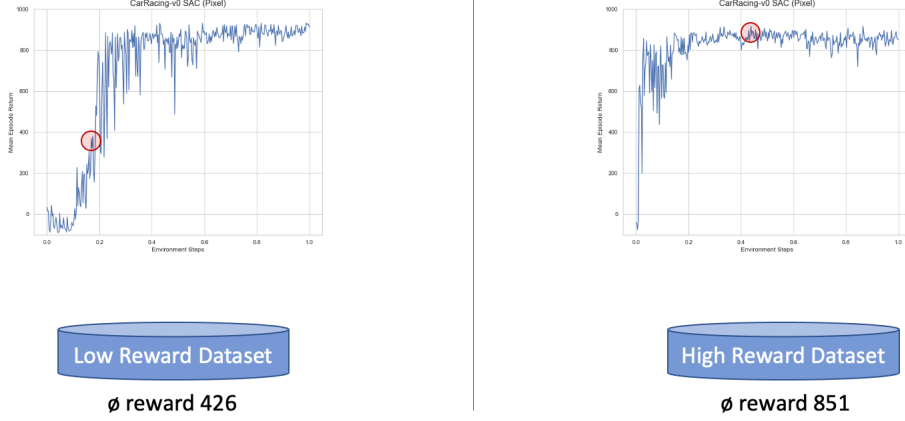 CarRacing-v0 SAC (Pixel)
1000
800
600
400
200
0
Mean Episode Return
0.0 0.2 0.4 0.6 0.8 1.0
Environment Steps
Low Reward Dataset
ø reward 426
CarRacing-v0 SAC (Pixel)
1000
800
600
400
200
0
Mean Episode Return
0.0 0.2 0.4 0.6 0.8 1.0
Environment Steps
High Reward Dataset
ø reward 851